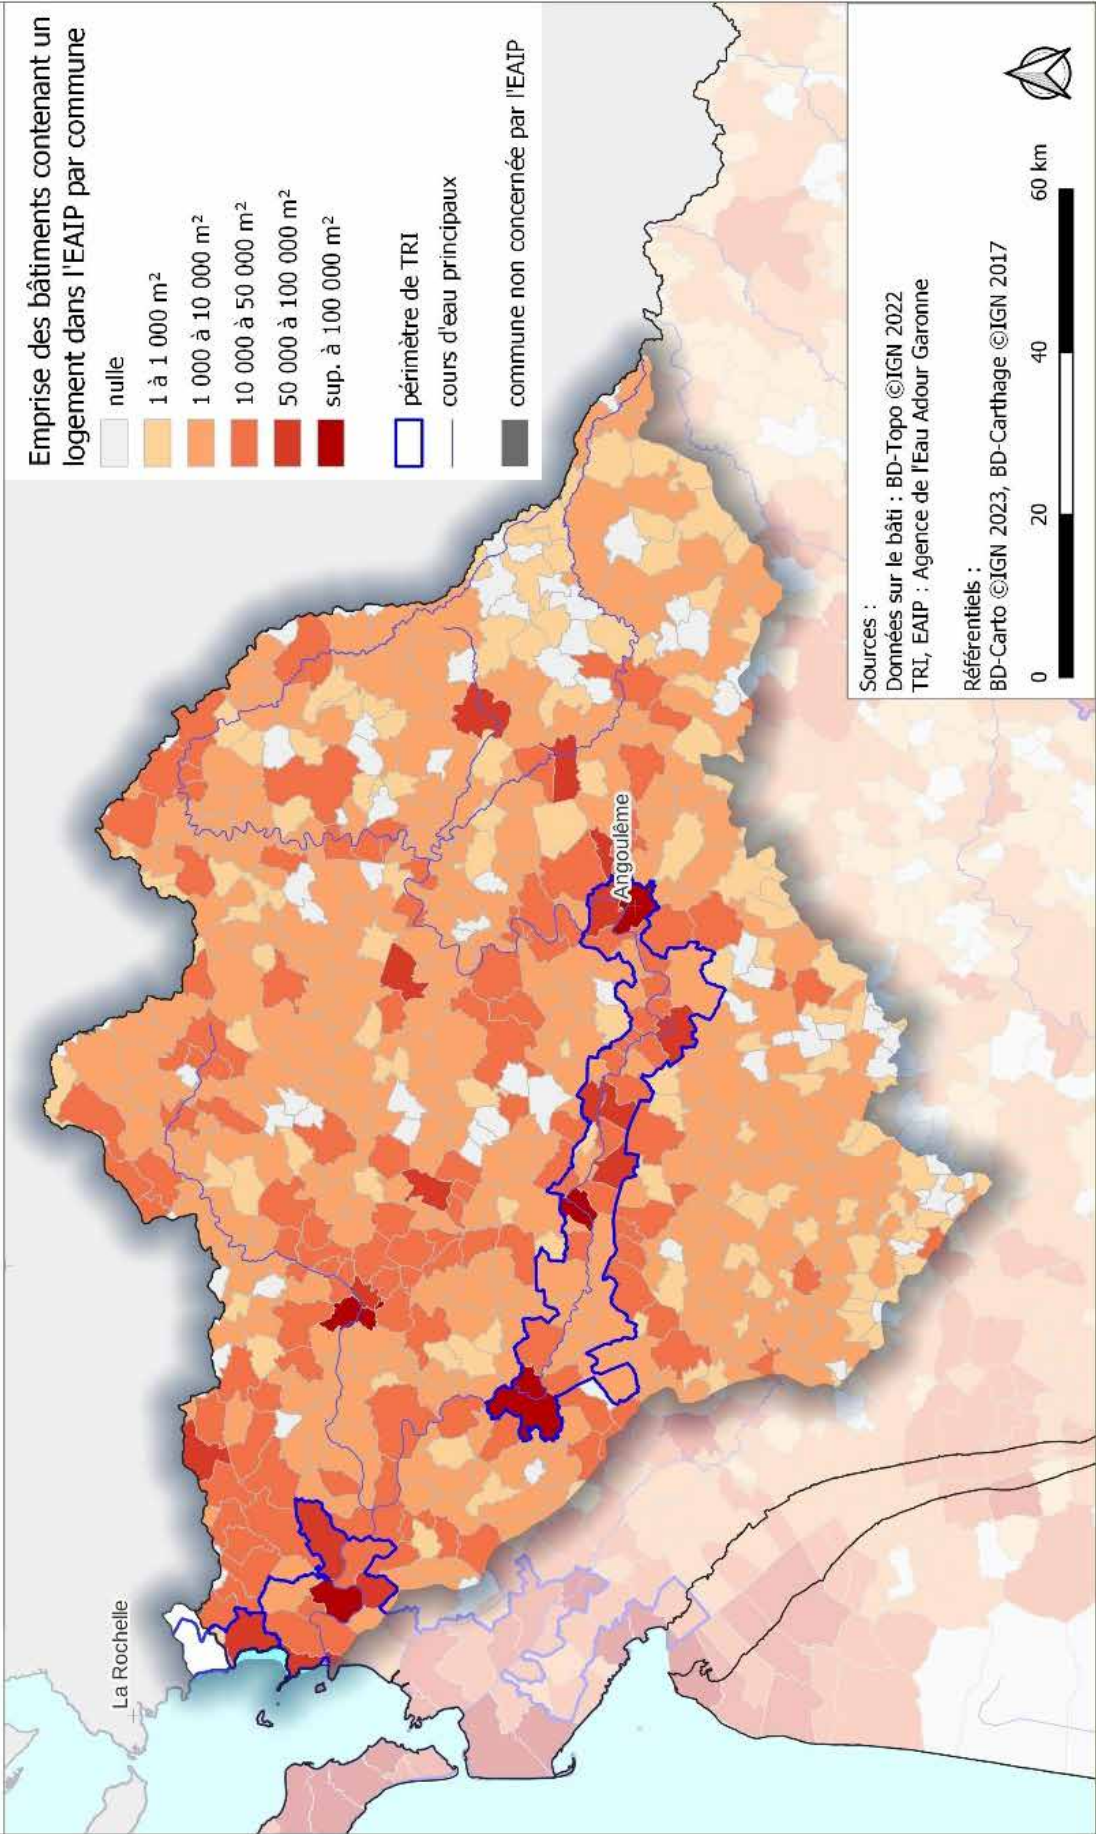 Emprise des bâtiments contenant un
logement dans l'EAIP par commune
nulle
1 à 1 000 m²
1 000 à 10 000 m²
10 000 à 50 000 m²
50 000 à 100 000 m²
sup. à 100 000 m²
périmètre de TRI
cours d'eau principaux
commune non concernée par l'EAIP
La Rochelle
Angoulême
Sources :
Données sur le bâti : BD-Topo ©IGN 2022
TRI, EAIP : Agence de l'Eau Adour Garonne
Référentiels :
BD-Carto ©IGN 2023, BD-Carthage ©IGN 2017
0 20 40 60 km